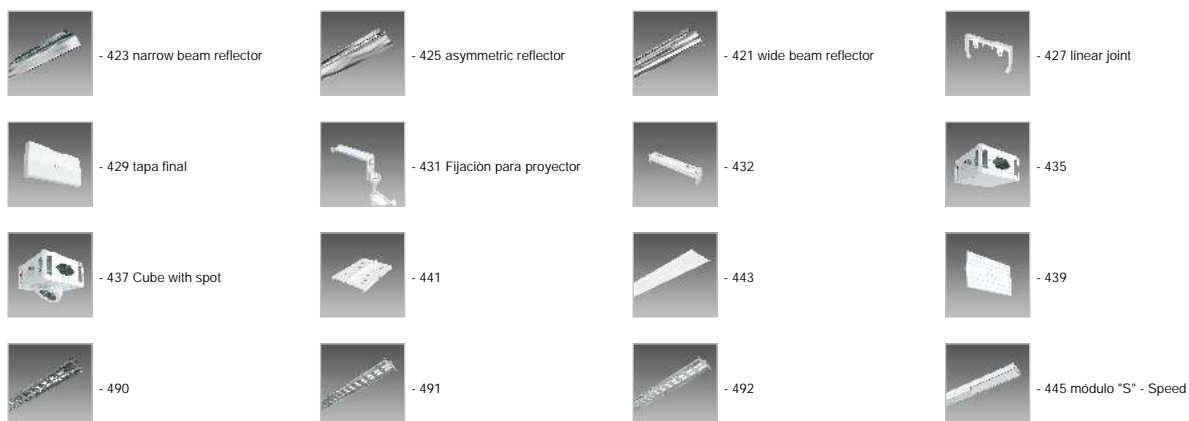 - 423 narrow beam reflector
- 425 asymmetric reflector
- 421 wide beam reflector
- 427 linear joint
- 429 tapa final
- 431 Fijaciòn para proyector
- 432
- 435
- 437 Cube with spot
- 441
- 443
- 439
- 490
- 491
- 492
- 445 módulo "S" - Speed